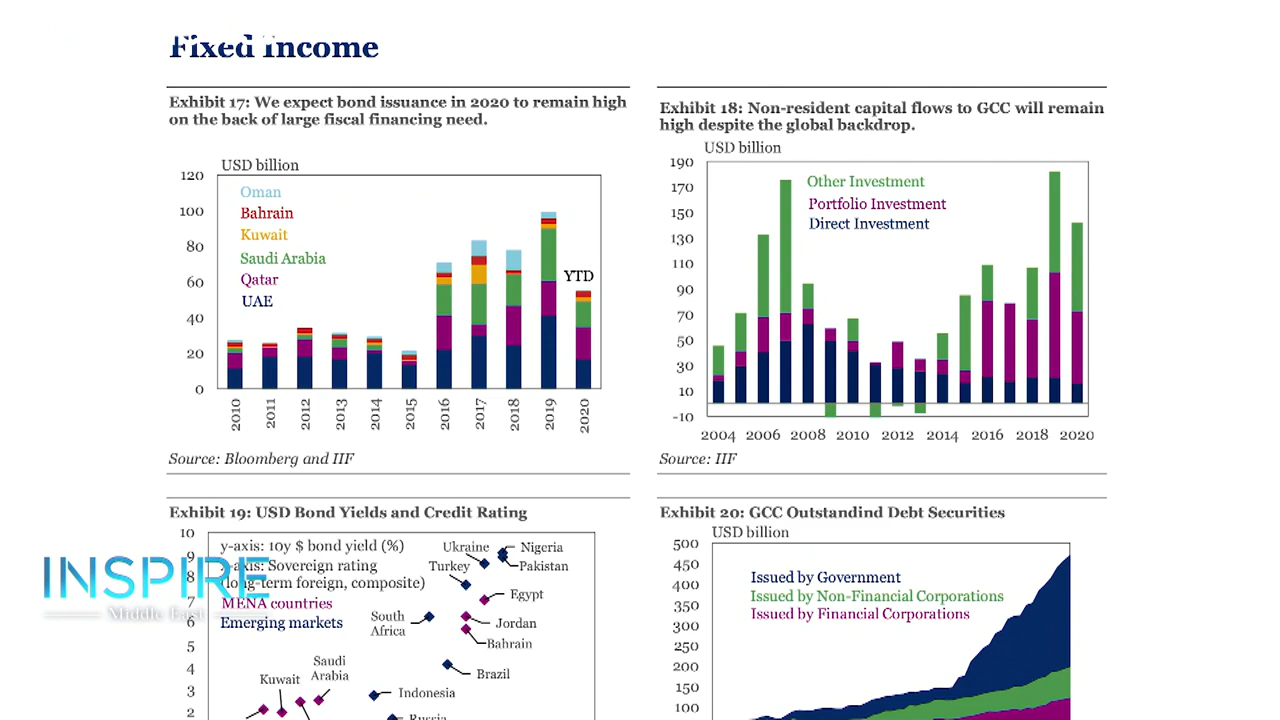 Fixed Income
Exhibit 17: We expect bond issuance in 2020 to remain high
on the back of large fiscal financing need.
USD billion
120
100
80
60
40
20
0
Oman
Bahrain
Kuwait
Saudi Arabia
Qatar
UAE
YTD
2010
2011
2012
2013
2014
2015
2016
2017
2018
2019
2020
Source: Bloomberg and IIF
Exhibit 18: Non-resident capital flows to GCC will remain
high despite the global backdrop.
USD billion
190
170
150
130
110
90
70
50
30
10
-10
Other Investment
Portfolio Investment
Direct Investment
2004 2006 2008 2010 2012 2014 2016 2018 2020
Source: IIF
Exhibit 19: USD Bond Yields and Credit Rating
10
9
8
7
6
5
4
3
2
y-axis: 10y $ bond yield (%)
x-axis: Sovereign rating
(long-term foreign, composite)
MENA countries
Emerging markets
Ukraine
Nigeria
Turkey
Pakistan
Egypt
South
Africa
Jordan
Bahrain
Saudi
Arabia
Brazil
Kuwait
Indonesia
Russia
INSPIRE
Middle East
Exhibit 20: GCC Outstandind Debt Securities
USD billion
500
450
400
350
300
250
200
150
100
Issued by Government
Issued by Non-Financial Corporations
Issued by Financial Corporations